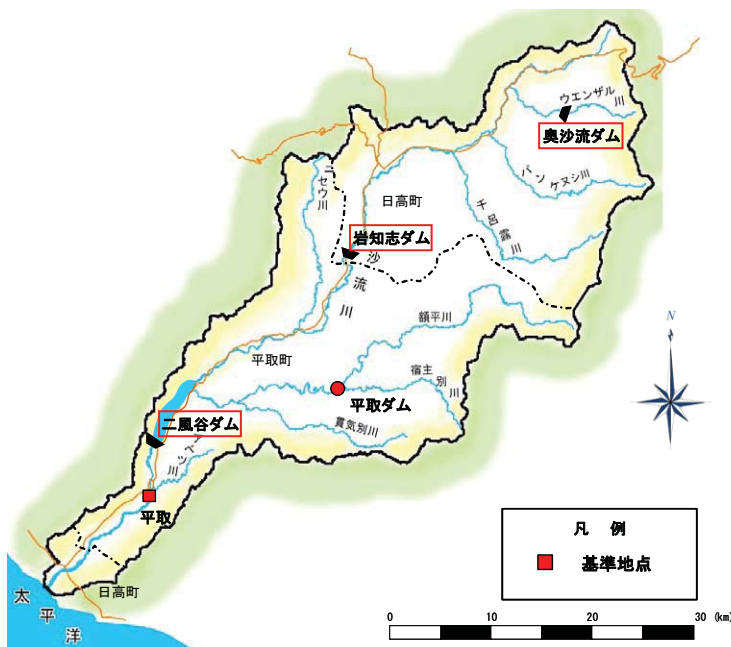 ウエンザル川
奥沙流ダム
パンケヌシ川
ニセウ川
日高町
千呂露川
岩知志ダム
沙流川
額平川
N
平取町
宿主別川
平取ダム
二風谷ダム
貫気別川
平取
凡 例
基準地点
日高町
太平洋
0 10 20 30 (km)